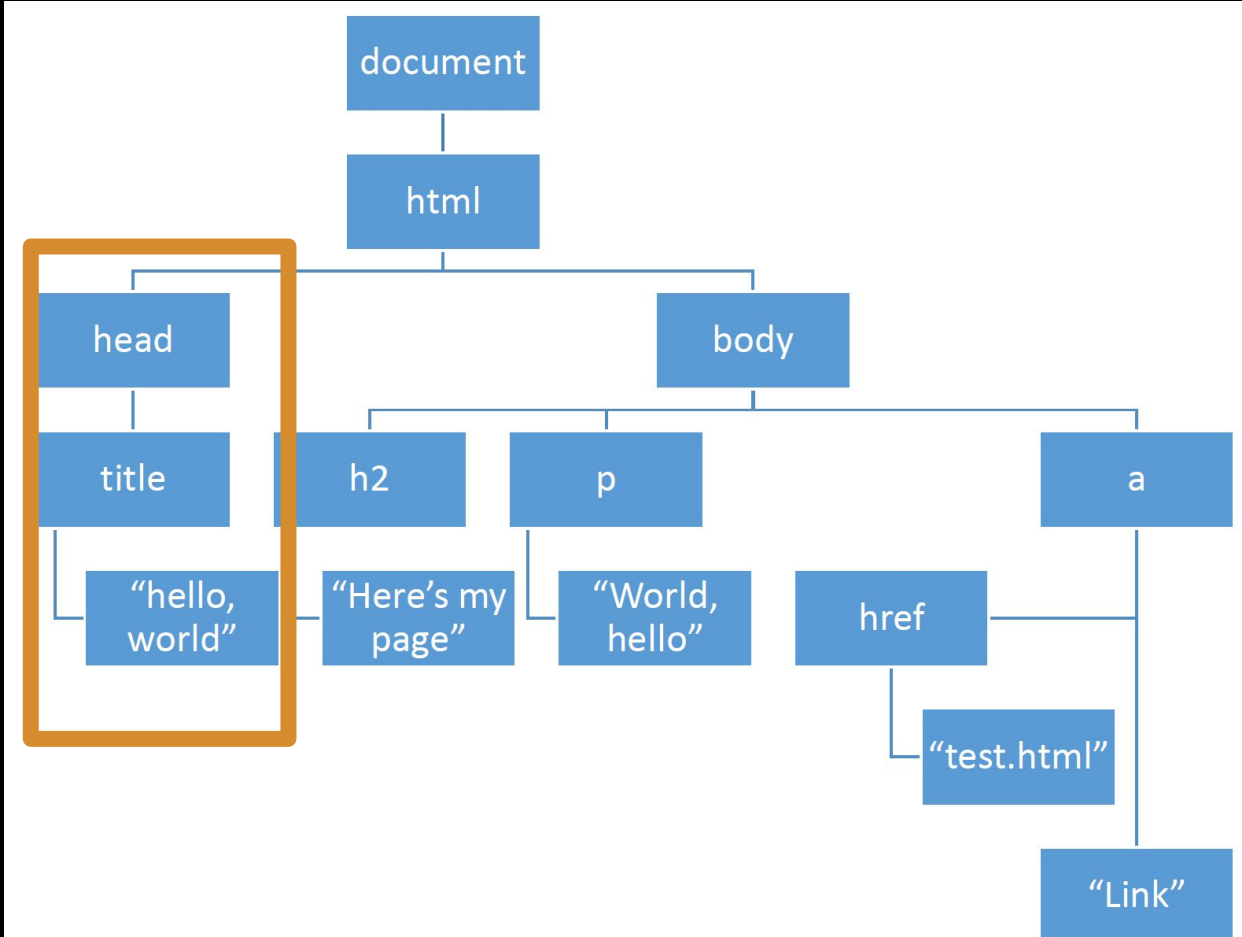 document
html
head
body
title
h2
p
a
“hello,
world”
“Here’s my
page”
“World,
hello”
href
“test.html”
“Link”